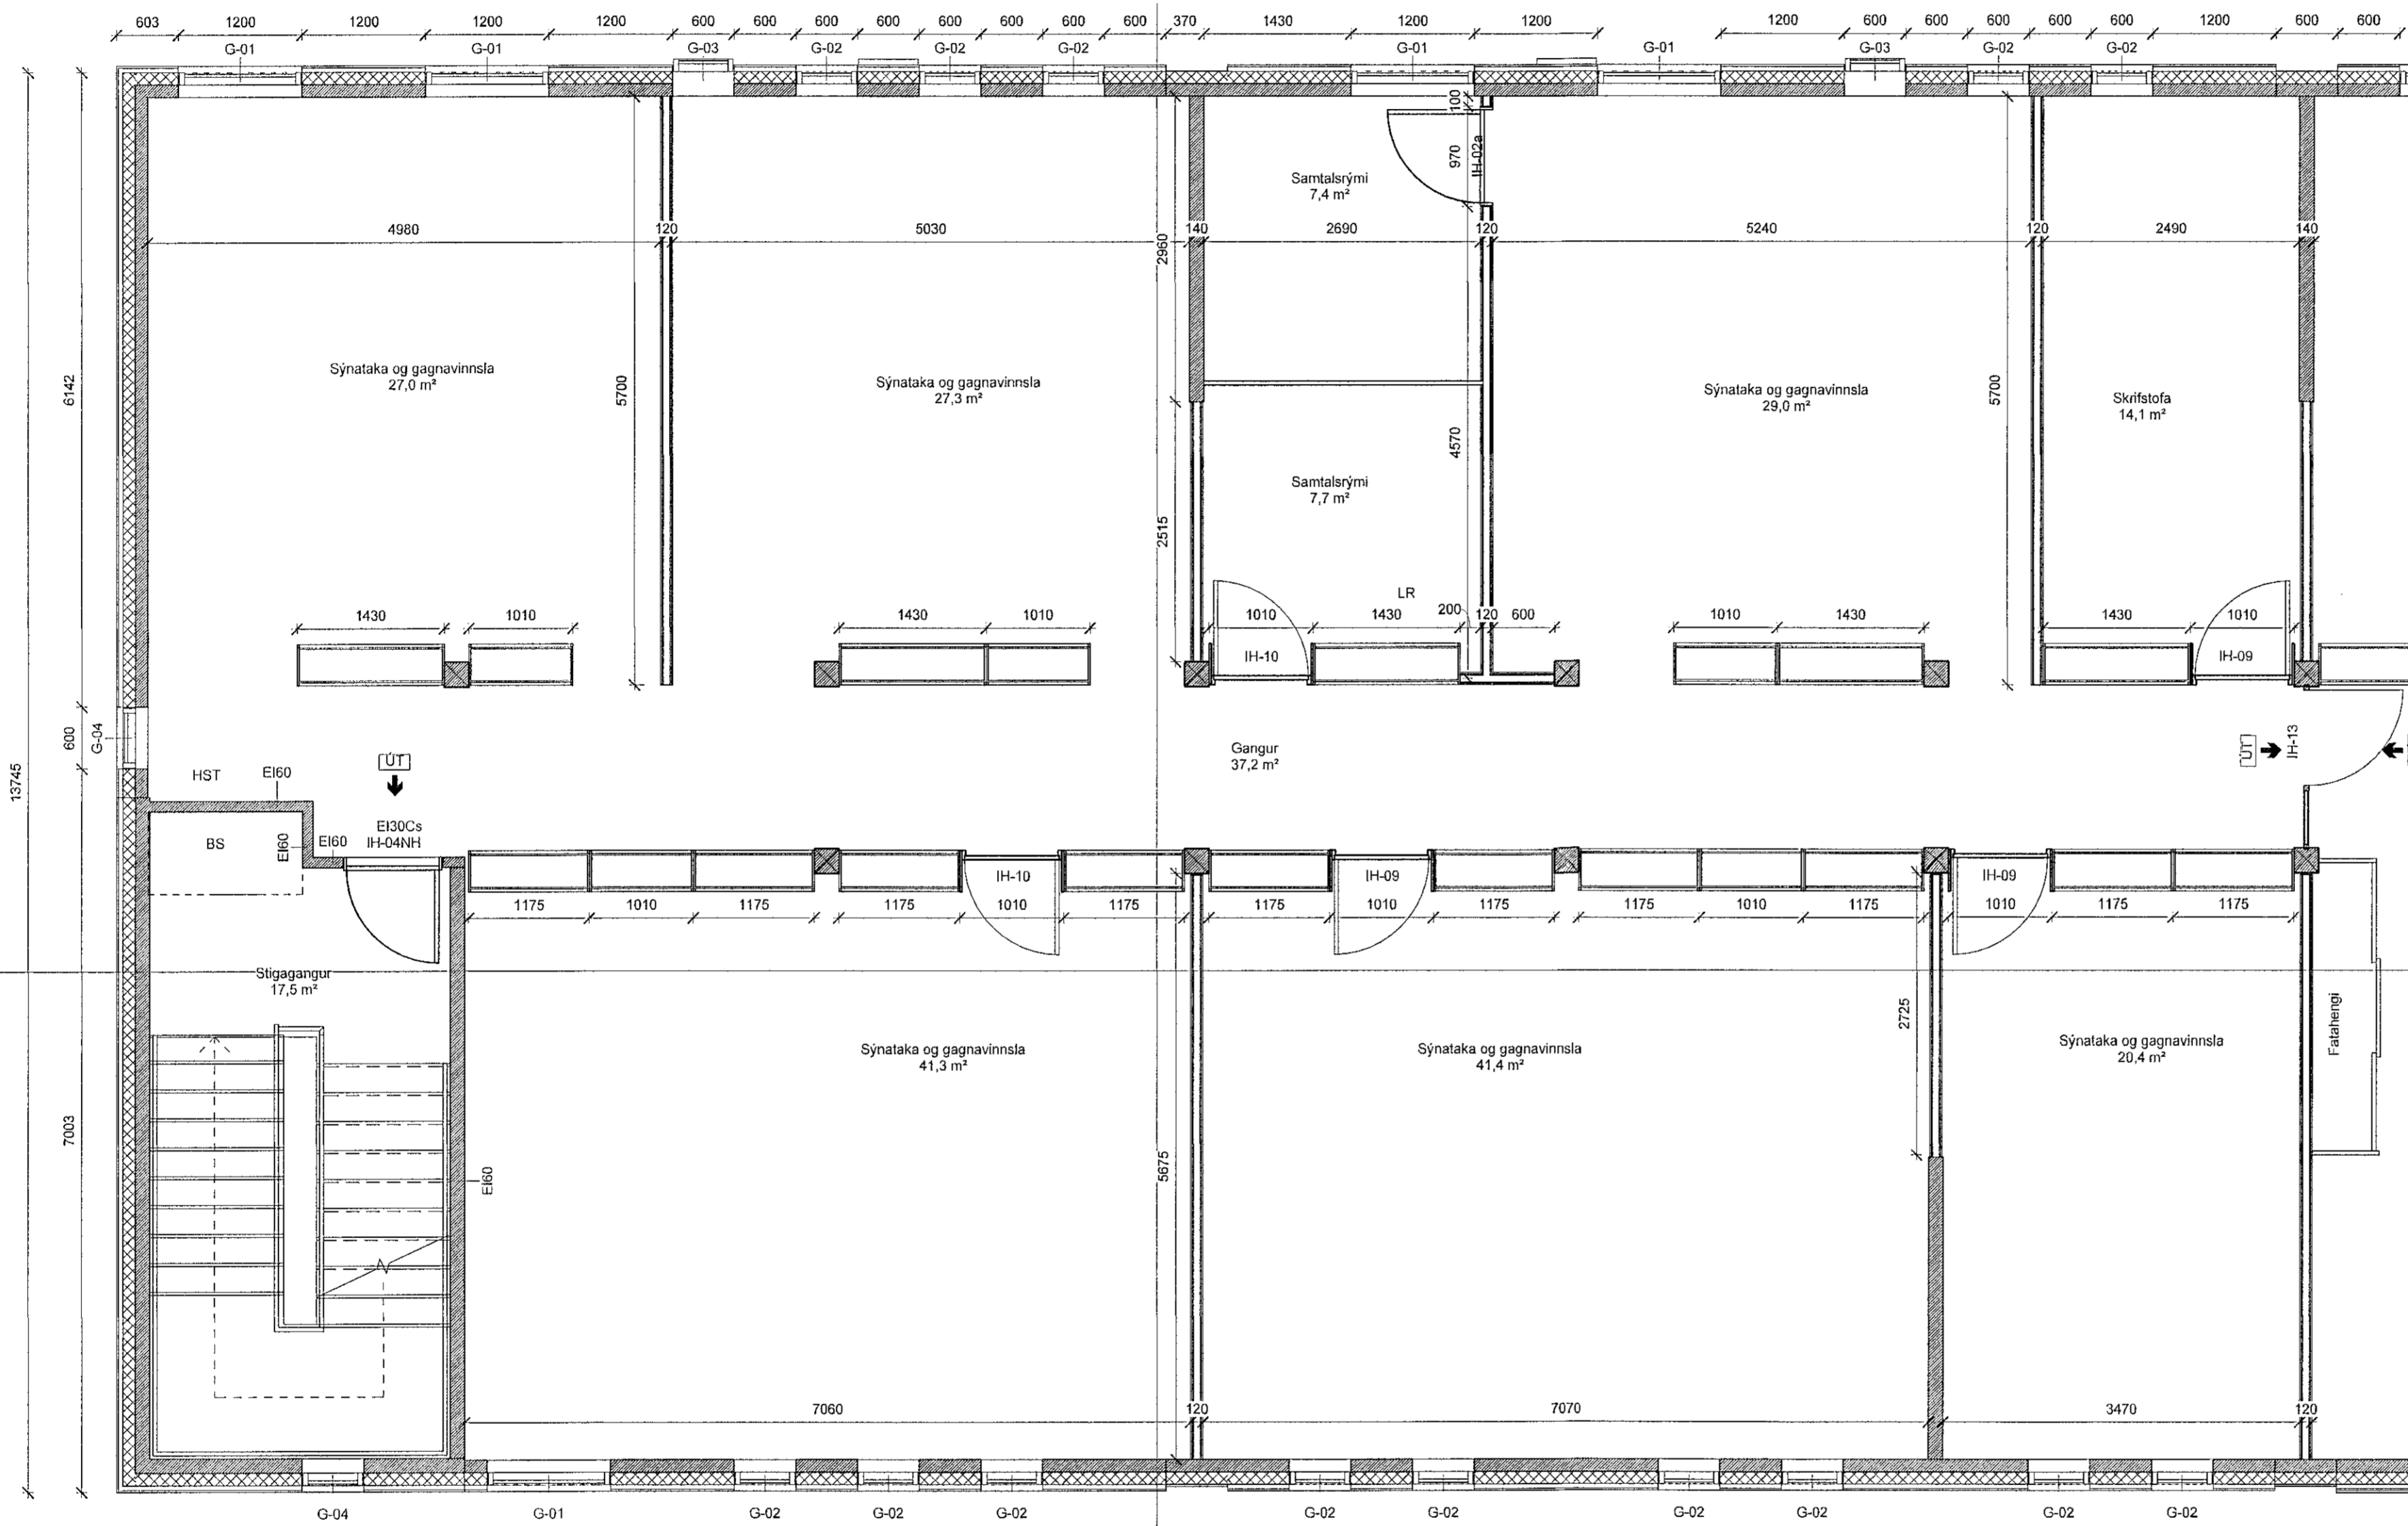 603 1200 1200 1200 1200 600 600 600 600 600 600 600 600 370 1430 1200 1200 1200 600 600 600 600 600 1200 600 600
G-01 G-01 G-03 G-02 G-02 G-02 G-01 G-01 G-03 G-02 G-02
100
970
IH-02a
Samtalsrými
7,4 m²
4980 120 5030 140 2690 120 5240 120 2490 140
2960
6142
5700
5700
Sýnataka og gagnavinnsla
27,0 m²
Sýnataka og gagnavinnsla
27,3 m²
Sýnataka og gagnavinnsla
29,0 m²
Skrifstofa
14,1 m²
4570
Samtalsrými
7,7 m²
2515
LR
1430 1010 1430 1010 1010 1430 200 120 600 1010 1430 1430 1010
IH-10
IH-09
600
G-04
13745
HST
EI60
ÚT
Gangur
37,2 m²
ÚT
IH-13
BS
EI60
EI60
EI30Cs
IH-04NH
IH-10 IH-09 IH-09
1175 1010 1175 1175 1010 1175 1175 1010 1175 1175 1010 1175 1010 1175 1175
Stigagangur
17,5 m²
2725
Fatahengi
Sýnataka og gagnavinnsla
41,3 m²
Sýnataka og gagnavinnsla
41,4 m²
Sýnataka og gagnavinnsla
20,4 m²
7003
EI60
5675
7060 120 7070 3470 120
G-04 G-01 G-02 G-02 G-02 G-02 G-02 G-02 G-02 G-02 G-02